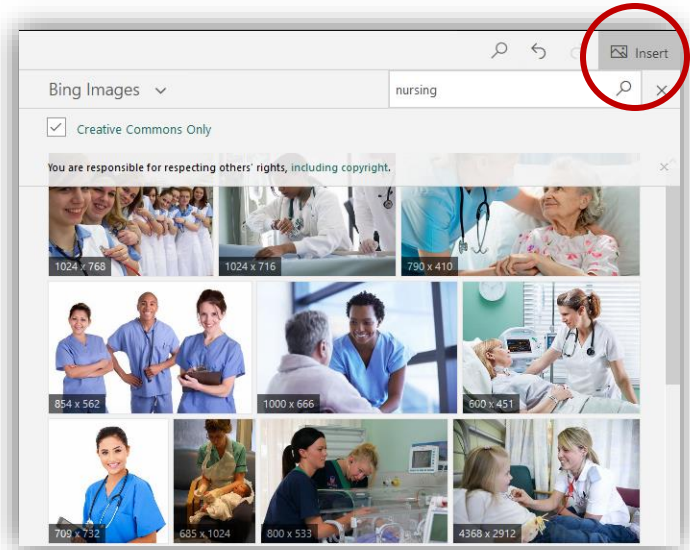 Insert
Bing Images
nursing
Creative Commons Only
You are responsible for respecting others' rights, including copyright.
1024 x 768
1024 x 716
790 x 410
854 x 562
1000 x 666
600 x 451
709 x 732
685 x 1024
800 x 533
4368 x 2912